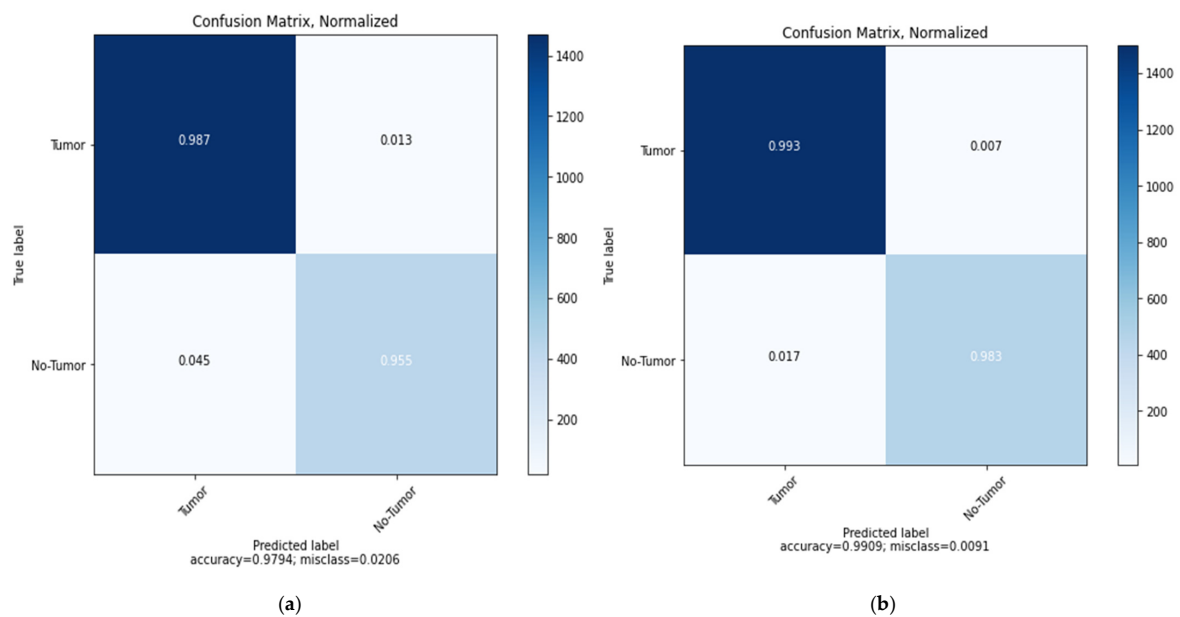 Confusion Matrix, Normalized
Tumor
No-Tumor
True label
0.987
0.013
0.045
0.955
1400
1200
1000
800
600
400
200
Tumor
No-Tumor
Predicted label
accuracy=0.9794; misclass=0.0206
(a)
Confusion Matrix, Normalized
Tumor
No-Tumor
True label
0.993
0.007
0.017
0.983
1400
1200
1000
800
600
400
200
Tumor
No-Tumor
Predicted label
accuracy=0.9909; misclass=0.0091
(b)